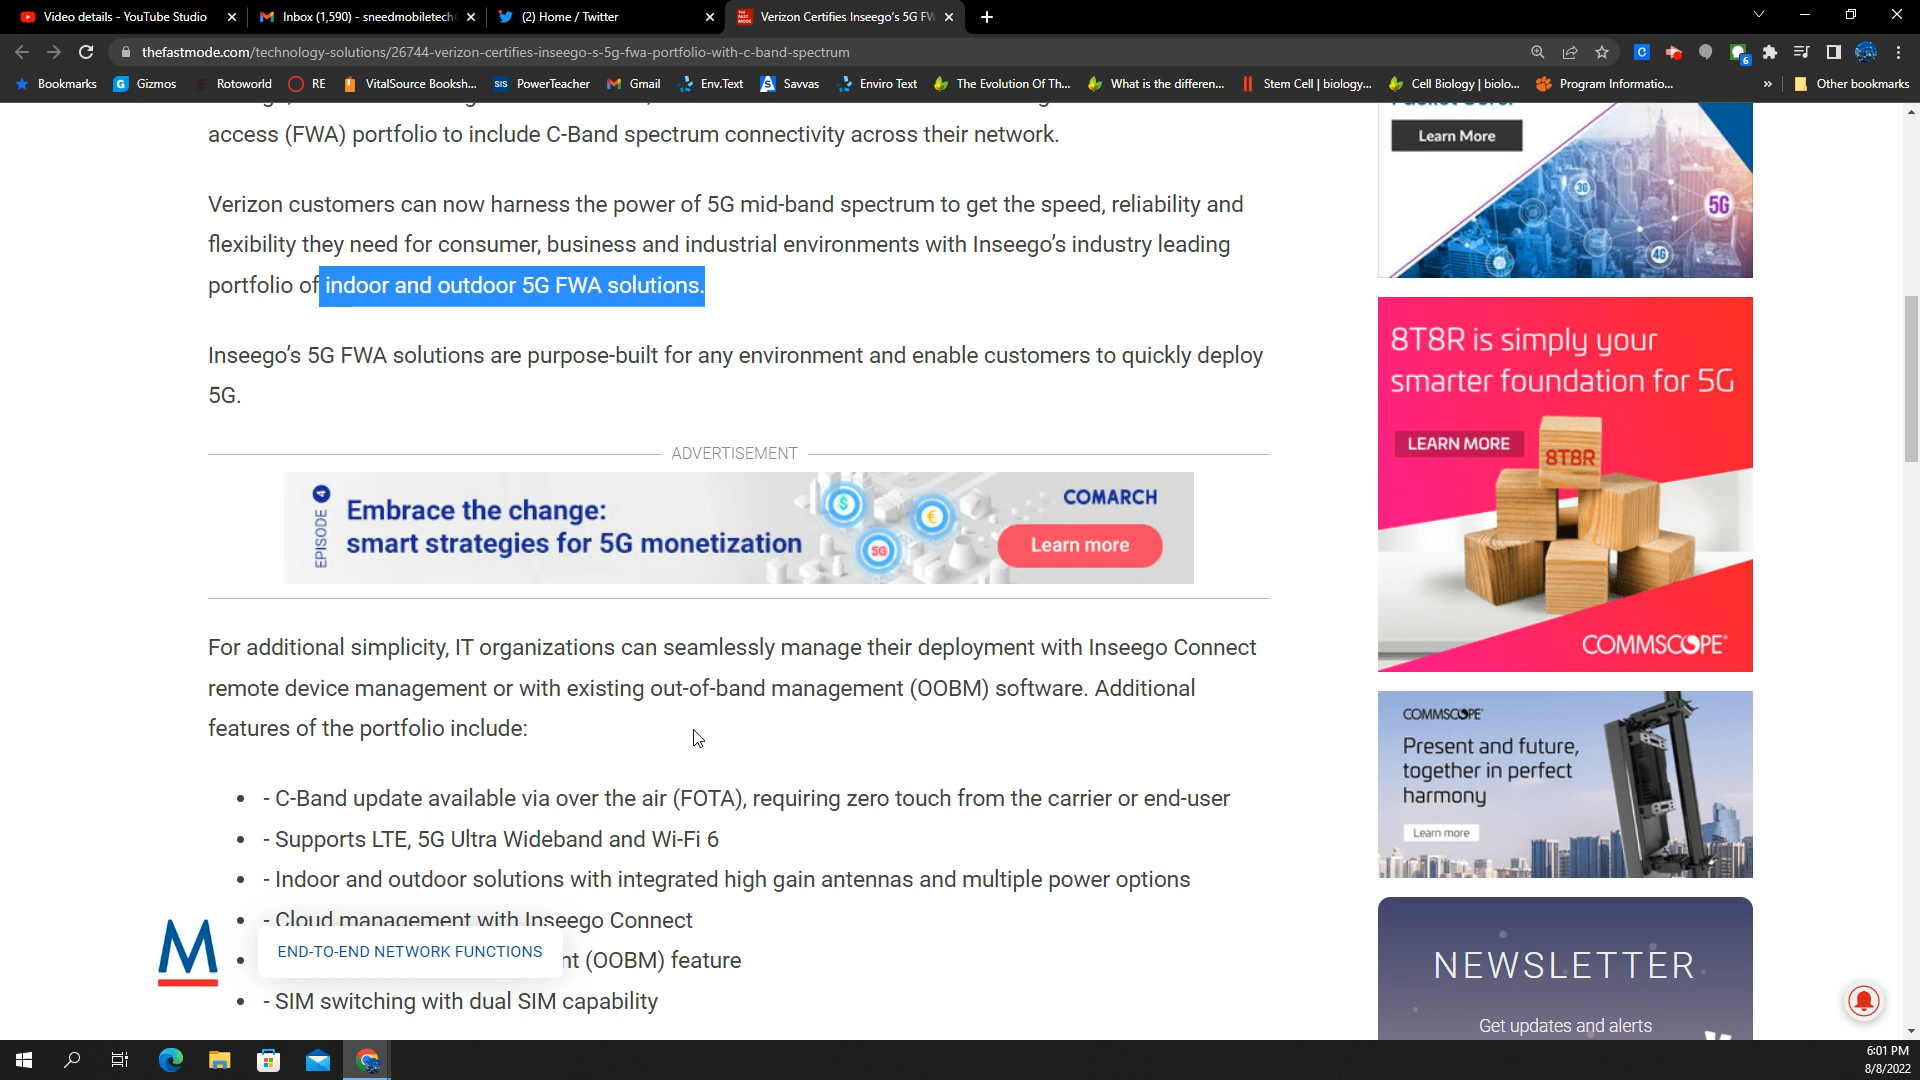 Video details - YouTube Studio
Inbox (1,590) - sneedmobiletech
(2) Home / Twitter
Verizon Certifies Inseego's 5G FW
thefastmode.com/technology-solutions/26744-verizon-certifies-inseego-s-5g-fwa-portfolio-with-c-band-spectrum
Bookmarks
Gizmos
Rotoworld
RE
VitalSource Booksh...
PowerTeacher
Gmail
Env.Text
Savvas
Enviro Text
The Evolution Of Th...
What is the differen...
Stem Cell | biology...
Cell Biology | biolo...
Program Informatio...
»
Other bookmarks
access (FWA) portfolio to include C-Band spectrum connectivity across their network.
Verizon customers can now harness the power of 5G mid-band spectrum to get the speed, reliability and
flexibility they need for consumer, business and industrial environments with Inseego's industry leading
portfolio of indoor and outdoor 5G FWA solutions.
Inseego's 5G FWA solutions are purpose-built for any environment and enable customers to quickly deploy
5G.
ADVERTISEMENT
EPISODE 4
Embrace the change:
smart strategies for 5G monetization
$
€
5G
COMARCH
Learn more
For additional simplicity, IT organizations can seamlessly manage their deployment with Inseego Connect
remote device management or with existing out-of-band management (OOBM) software. Additional
features of the portfolio include:
• - C-Band update available via over the air (FOTA), requiring zero touch from the carrier or end-user
• - Supports LTE, 5G Ultra Wideband and Wi-Fi 6
• - Indoor and outdoor solutions with integrated high gain antennas and multiple power options
• - Cloud management with Inseego Connect
• nt (OOBM) feature
• - SIM switching with dual SIM capability
M
END-TO-END NETWORK FUNCTIONS
Learn More
3G
5G
4G
8T8R is simply your
smarter foundation for 5G
LEARN MORE
8T8R
COMMSCOPE
COMMSCOPE
Present and future,
together in perfect
harmony
Learn more
NEWSLETTER
Get updates and alerts
6:01 PM
8/8/2022